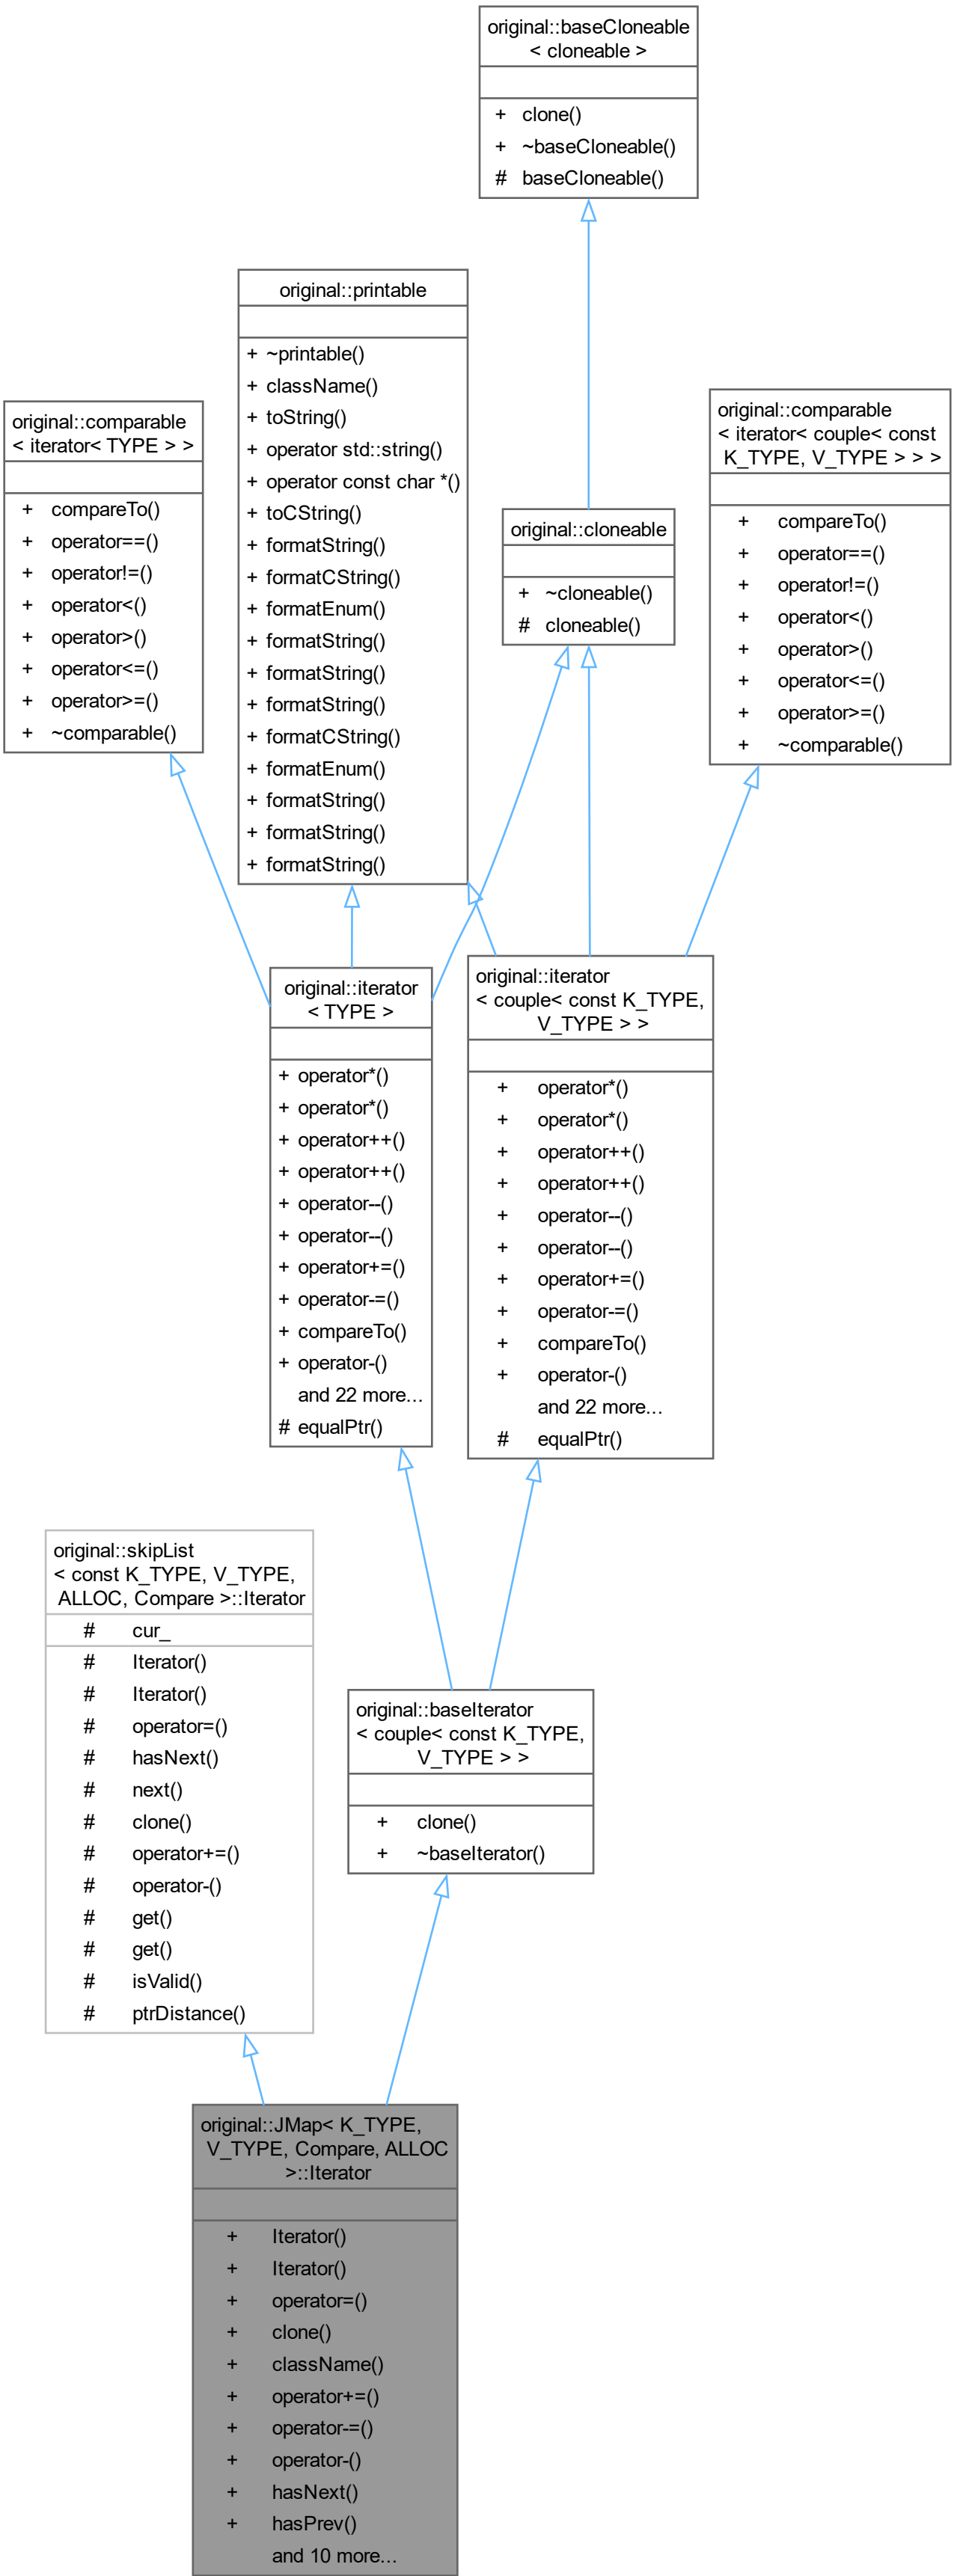 original::baseCloneable
< cloneable >
+ clone()
+ ~baseCloneable()
# baseCloneable()
original::printable
+ ~printable()
+ className()
+ toString()
+ operator std::string()
+ operator const char *()
+ toCString()
+ formatString()
+ formatCString()
+ formatEnum()
+ formatString()
+ formatString()
+ formatString()
+ formatCString()
+ formatEnum()
+ formatString()
+ formatString()
+ formatString()
original::comparable
< iterator< TYPE > >
+ compareTo()
+ operator==()
+ operator!=()
+ operator<()
+ operator>()
+ operator<=()
+ operator>=()
+ ~comparable()
original::cloneable
+ ~cloneable()
# cloneable()
original::comparable
< iterator< couple< const
K_TYPE, V_TYPE > > >
+ compareTo()
+ operator==()
+ operator!=()
+ operator<()
+ operator>()
+ operator<=()
+ operator>=()
+ ~comparable()
original::iterator
< TYPE >
+ operator*()
+ operator*()
+ operator++()
+ operator++()
+ operator--()
+ operator--()
+ operator+=()
+ operator-=()
+ compareTo()
+ operator-()
and 22 more...
# equalPtr()
original::iterator
< couple< const K_TYPE,
V_TYPE > >
+ operator*()
+ operator*()
+ operator++()
+ operator++()
+ operator--()
+ operator--()
+ operator+=()
+ operator-=()
+ compareTo()
+ operator-()
and 22 more...
# equalPtr()
original::skipList
< const K_TYPE, V_TYPE,
ALLOC, Compare >::Iterator
# cur_
# Iterator()
# Iterator()
# operator=()
# hasNext()
# next()
# clone()
# operator+=()
# operator-()
# get()
# get()
# isValid()
# ptrDistance()
original::baseIterator
< couple< const K_TYPE,
V_TYPE > >
+ clone()
+ ~baseIterator()
original::JMap< K_TYPE,
V_TYPE, Compare, ALLOC
>::Iterator
+ Iterator()
+ Iterator()
+ operator=()
+ clone()
+ className()
+ operator+=()
+ operator-=()
+ operator-()
+ hasNext()
+ hasPrev()
and 10 more...